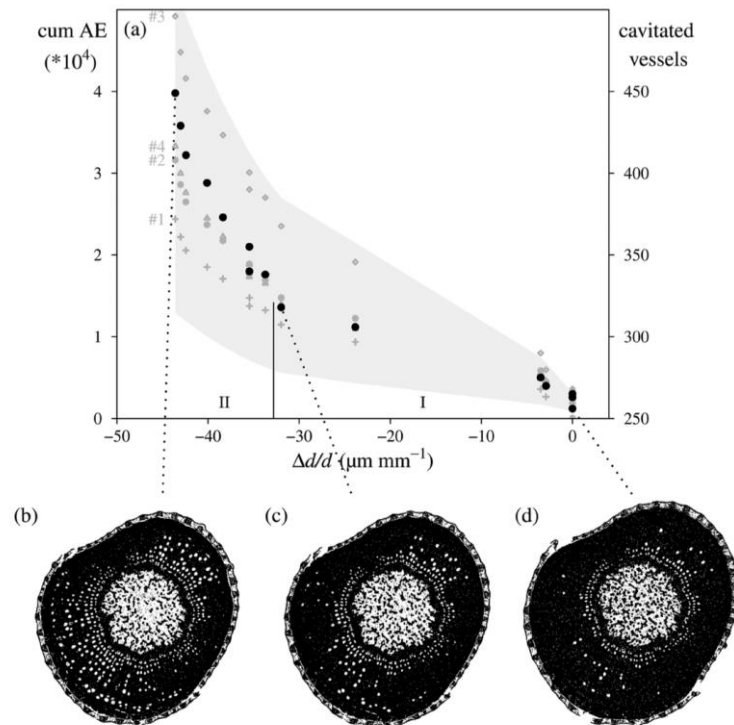 cum AE
(*10⁴)
(a)
cavitated
vessels
#3
#4
#2
#1
4
3
2
1
0
450
400
350
300
250
II
I
−50
−40
−30
−20
−10
0
Δd/d (μm mm⁻¹)
(b)
(c)
(d)